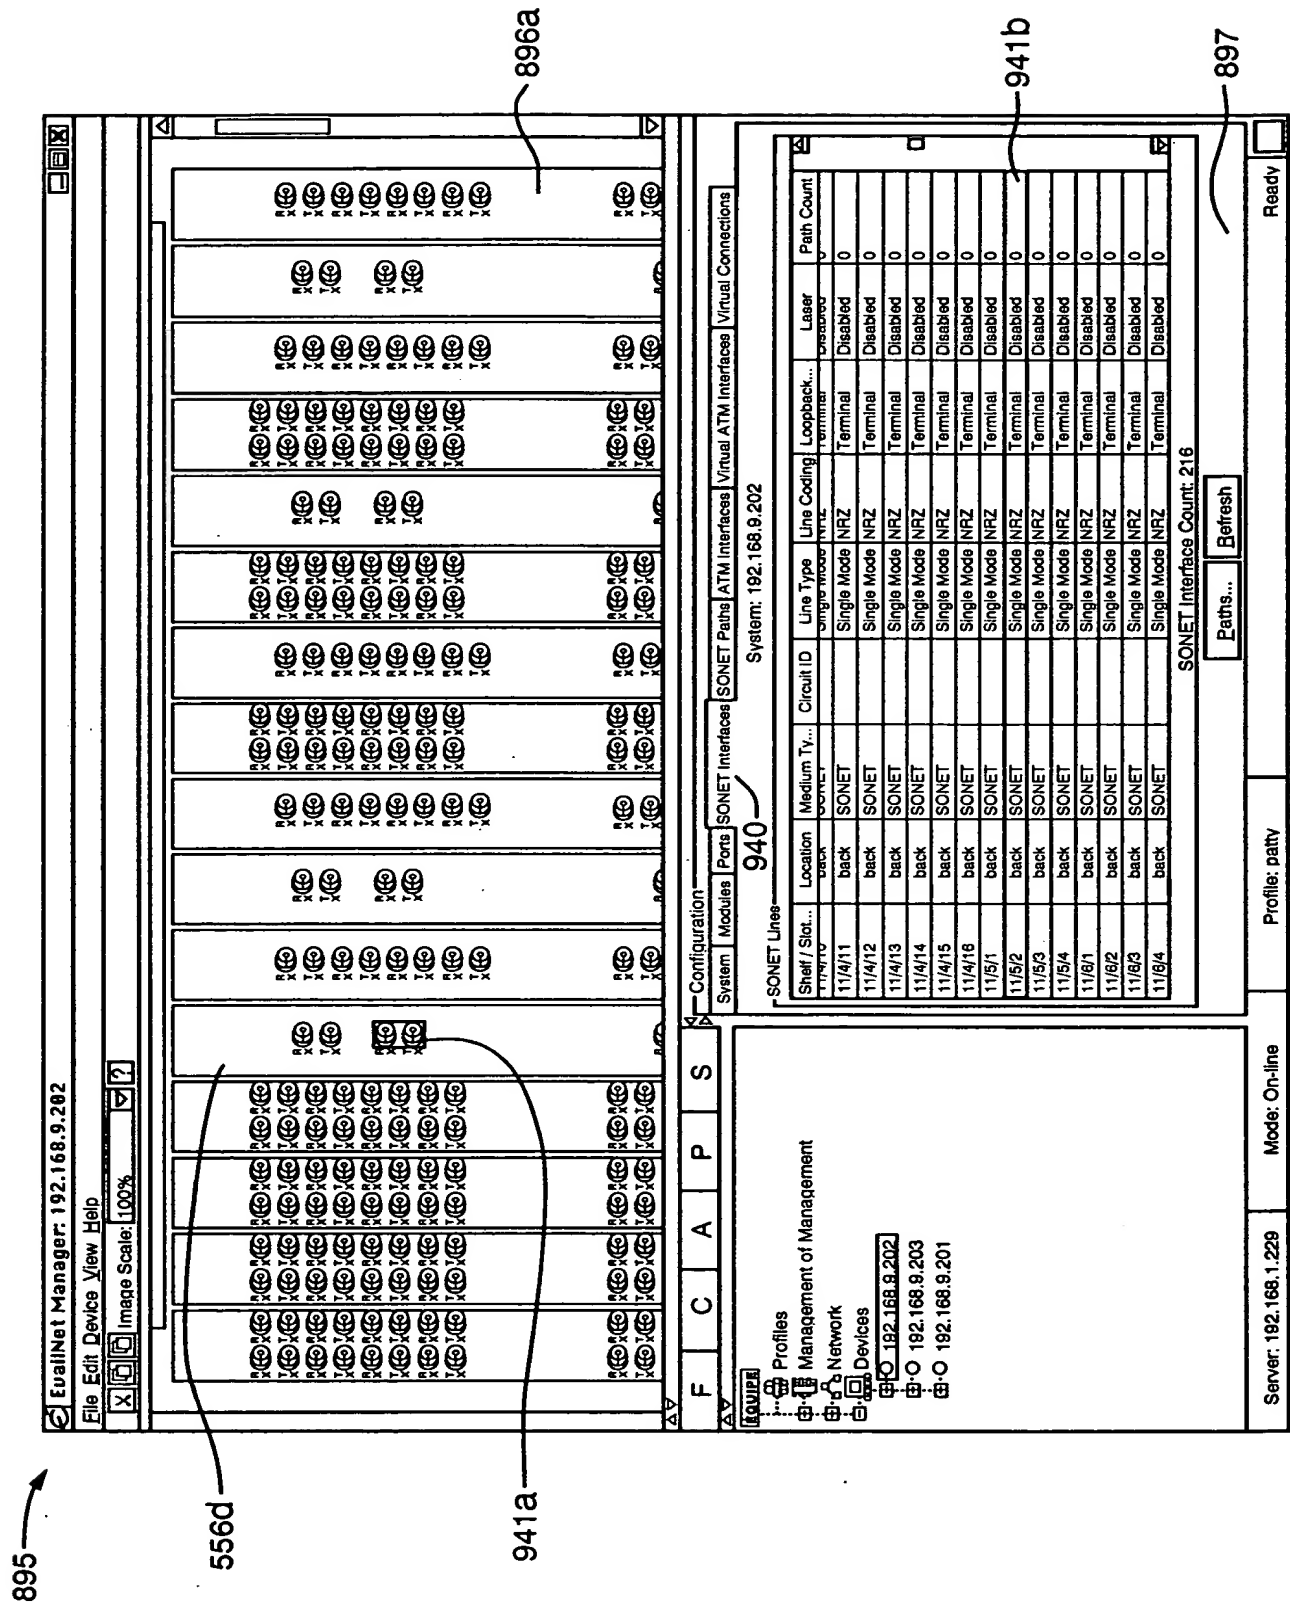 895
EvailNet Manager: 192.168.9.202
File Edit Device View Help
Image Scale: 100% ?
556d
941a
896a
F C A P S
EQUIPE
Profiles
Management of Management
Network
Devices
192.168.9.202
192.168.9.203
192.168.9.201
Configuration
System Modules Ports SONET Interfaces SONET Paths ATM Interfaces Virtual ATM Interfaces Virtual Connections
940
System: 192.168.9.202
SONET Lines
Shelf / Slot... Location Medium Ty... Circuit ID Line Type Line Coding Loopback... Laser Path Count
11/4/10 back SONET Single Mode NRZ Terminal Disabled 0
11/4/11 back SONET Single Mode NRZ Terminal Disabled 0
11/4/12 back SONET Single Mode NRZ Terminal Disabled 0
11/4/13 back SONET Single Mode NRZ Terminal Disabled 0
11/4/14 back SONET Single Mode NRZ Terminal Disabled 0
11/4/15 back SONET Single Mode NRZ Terminal Disabled 0
11/4/16 back SONET Single Mode NRZ Terminal Disabled 0
11/5/1 back SONET Single Mode NRZ Terminal Disabled 0
11/5/2 back SONET Single Mode NRZ Terminal Disabled 0
11/5/3 back SONET Single Mode NRZ Terminal Disabled 0
11/5/4 back SONET Single Mode NRZ Terminal Disabled 0
11/6/1 back SONET Single Mode NRZ Terminal Disabled 0
11/6/2 back SONET Single Mode NRZ Terminal Disabled 0
11/6/3 back SONET Single Mode NRZ Terminal Disabled 0
11/6/4 back SONET Single Mode NRZ Terminal Disabled 0
941b
SONET Interface Count: 216
Paths... Refresh
897
Server: 192.168.1.229 Mode: On-line Profile: patty Ready